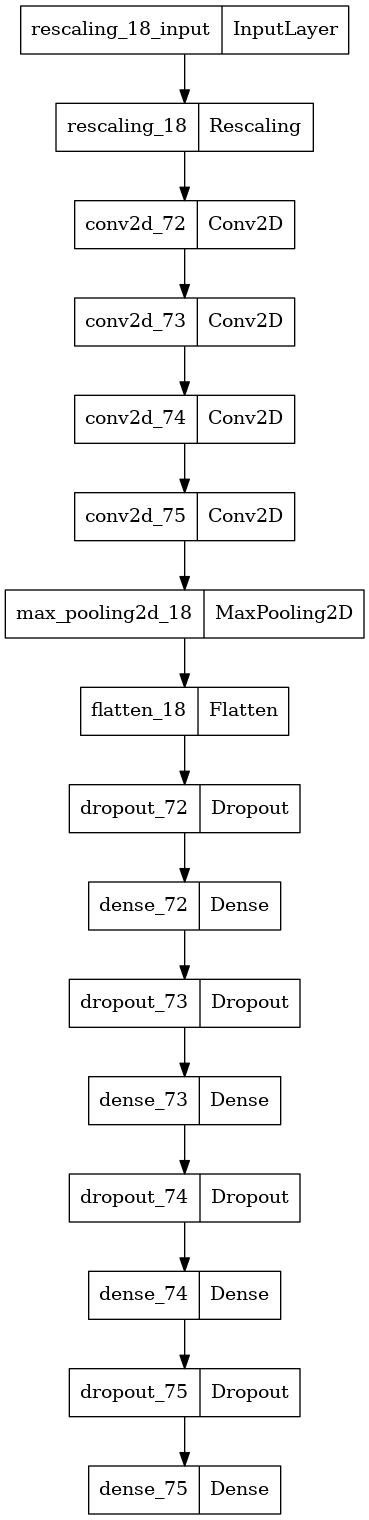 rescaling_18_input InputLayer
rescaling_18 Rescaling
conv2d_72 Conv2D
conv2d_73 Conv2D
conv2d_74 Conv2D
conv2d_75 Conv2D
max_pooling2d_18 MaxPooling2D
flatten_18 Flatten
dropout_72 Dropout
dense_72 Dense
dropout_73 Dropout
dense_73 Dense
dropout_74 Dropout
dense_74 Dense
dropout_75 Dropout
dense_75 Dense